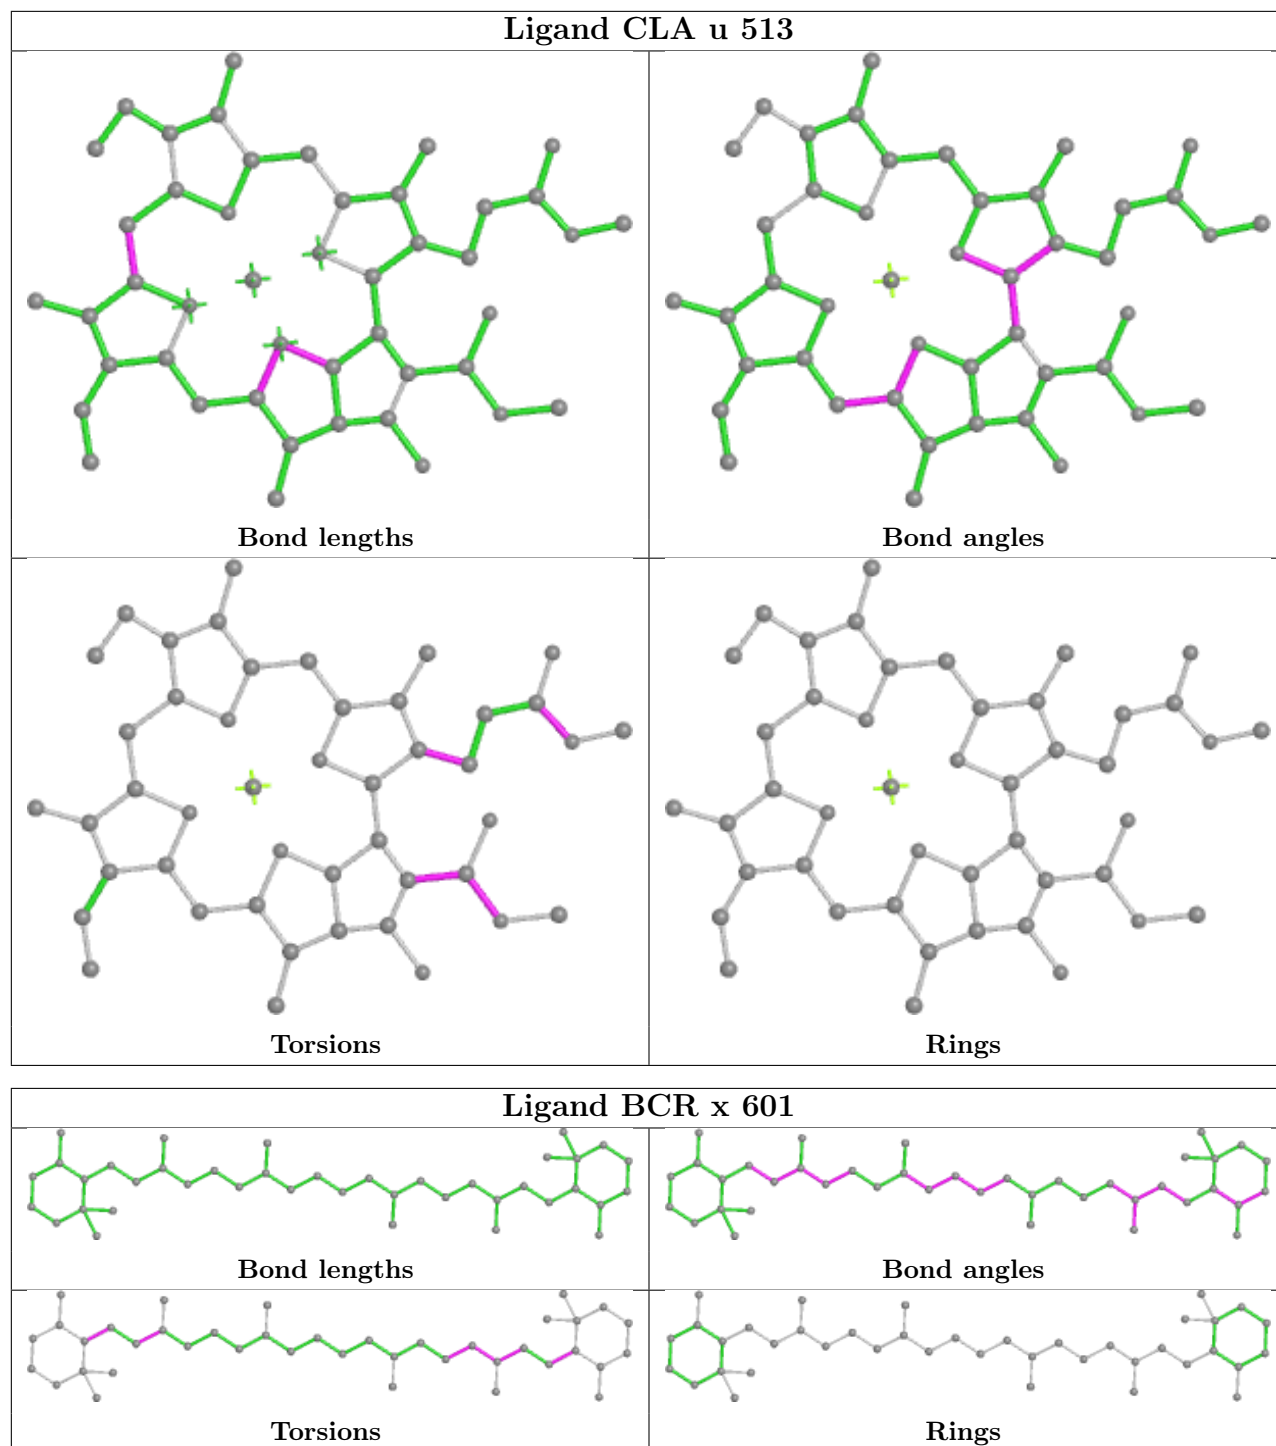 Ligand CLA u 513
Bond lengths
Bond angles
Torsions
Rings
Ligand BCR x 601
Bond lengths
Bond angles
Torsions
Rings